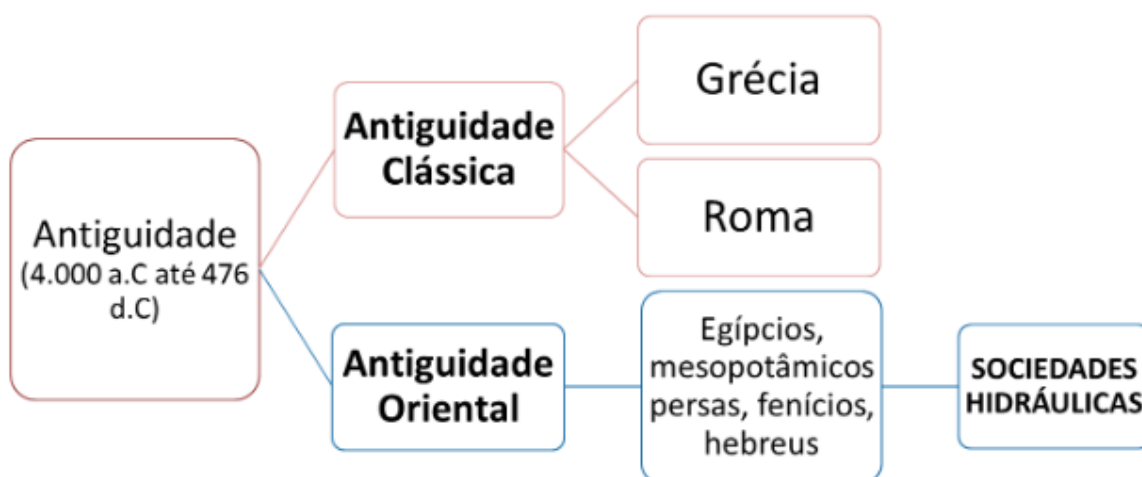 Antiguidade
(4.000 a.C até 476
d.C)
Antiguidade
Clássica
Grécia
Roma
Antiguidade
Oriental
Egípcios,
mesopotâmicos
persas, fenícios,
hebreus
SOCIEDADES
HIDRÁULICAS